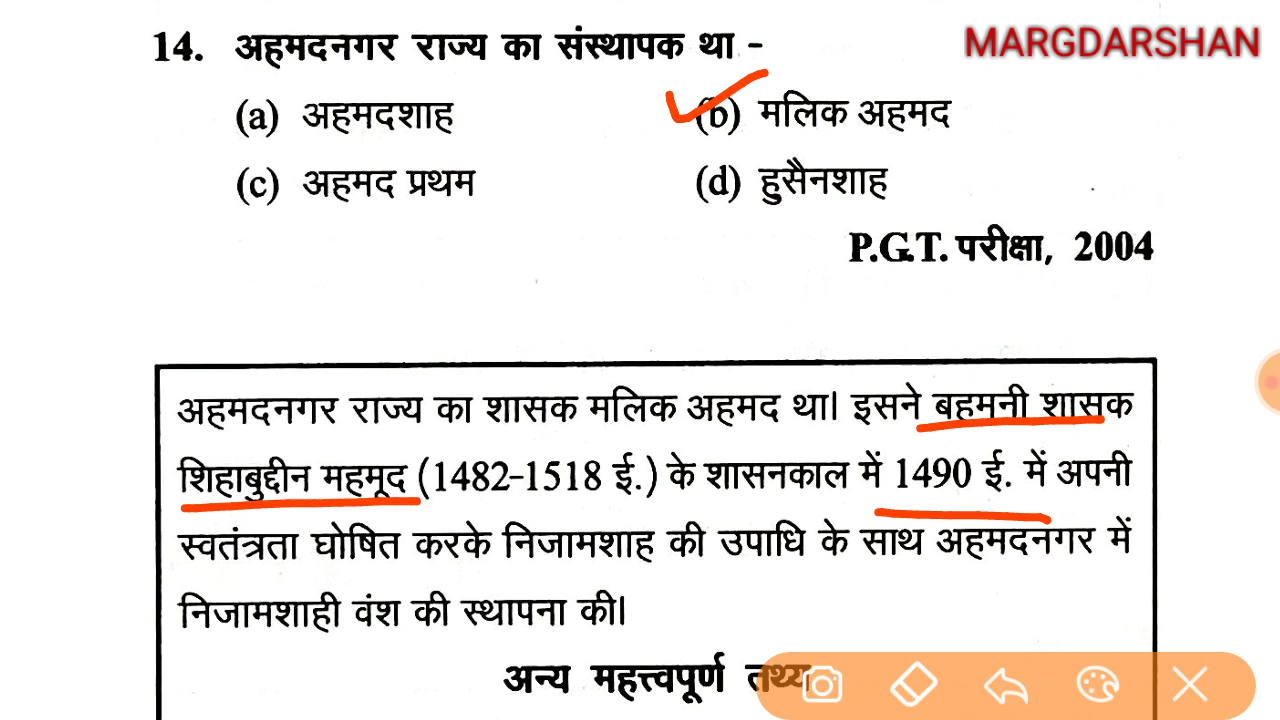 14. अहमदनगर राज्य का संस्थापक था -
MARGDARSHAN
(a) अहमदशाह (b) मलिक अहमद
(c) अहमद प्रथम (d) हुसैनशाह
P.G.T. परीक्षा, 2004
अहमदनगर राज्य का शासक मलिक अहमद था। इसने बहमनी शासक
शिहाबुद्दीन महमूद (1482-1518 ई.) के शासनकाल में 1490 ई. में अपनी
स्वतंत्रता घोषित करके निजामशाह की उपाधि के साथ अहमदनगर में
निजामशाही वंश की स्थापना की।
अन्य महत्त्वपूर्ण तथ्य